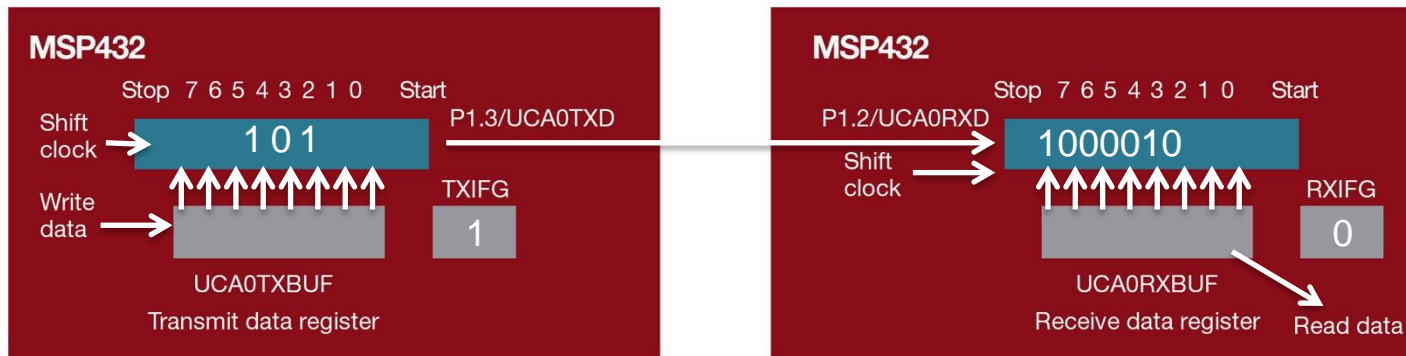 MSP432
Stop 7 6 5 4 3 2 1 0 Start
Shift
clock
1 0 1
P1.3/UCA0TXD
Write
data
TXIFG
1
UCA0TXBUF
Transmit data register
MSP432
Stop 7 6 5 4 3 2 1 0 Start
P1.2/UCA0RXD
1000010
Shift
clock
RXIFG
0
UCA0RXBUF
Receive data register
Read data